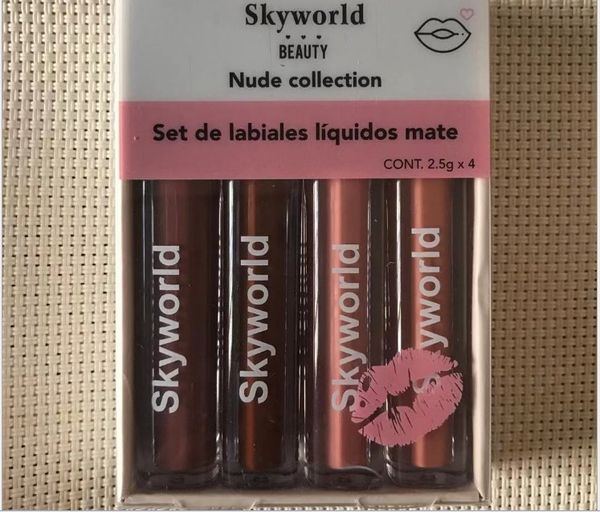 Skyworld
BEAUTY
Nude collection
Set de labiales líquidos mate
CONT. 2.5g x 4
Skyworld
Skyworld
Skyworld
Skyworld